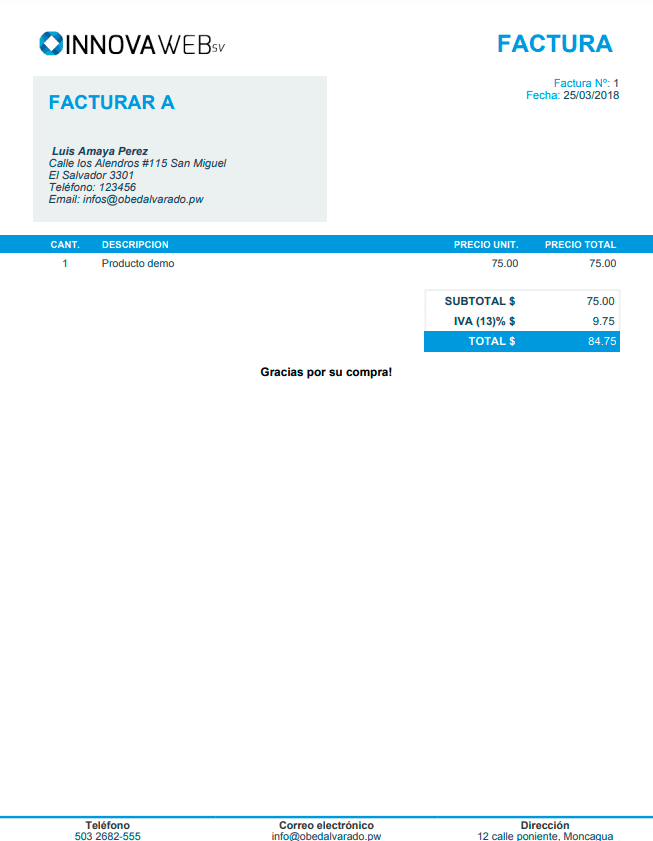 INNOVAWEBSV
FACTURA
Factura Nº: 1
Fecha: 25/03/2018
FACTURAR A
Luis Amaya Perez
Calle los Alendros #115 San Miguel
El Salvador 3301
Teléfono: 123456
Email: infos@obedalvarado.pw
CANT. DESCRIPCION PRECIO UNIT. PRECIO TOTAL
1 Producto demo 75.00 75.00
SUBTOTAL $ 75.00
IVA (13)% $ 9.75
TOTAL $ 84.75
Gracias por su compra!
Teléfono Correo electrónico Dirección
503 2682-555 info@obedalvarado.pw 12 calle poniente, Moncagua